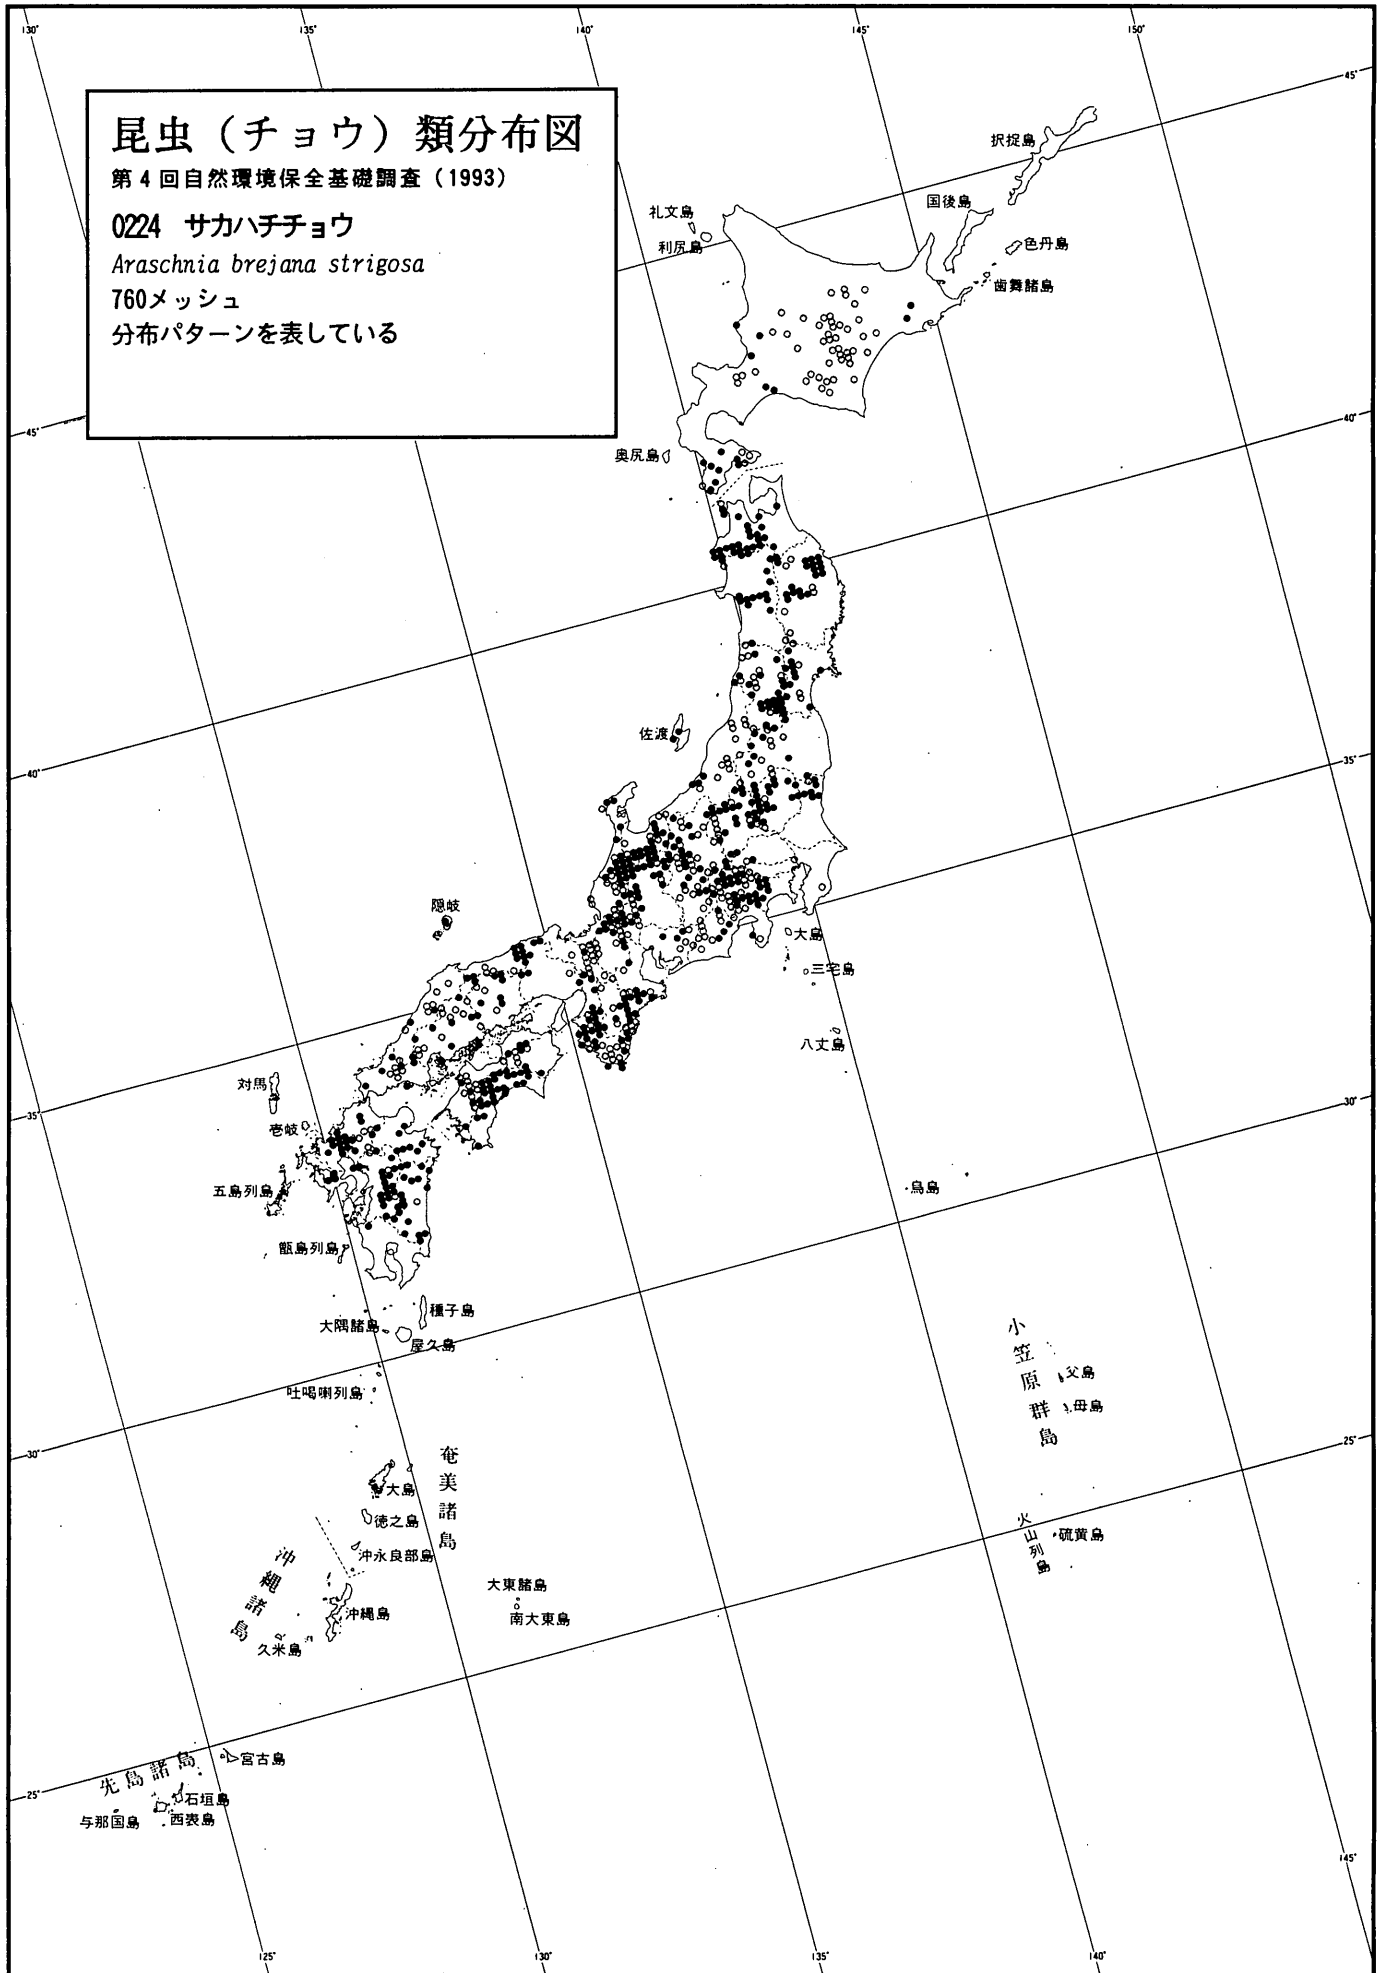 130°
135°
140°
145°
150°
45°
昆虫（チョウ）類分布図
第4回自然環境保全基礎調査（1993）
0224 サカハチチョウ
Araschnia brejana strigosa
760メッシュ
分布パターンを表している
択捉島
国後島
色丹島
歯舞諸島
礼文島
利尻島
45°
40°
奥尻島
佐渡
40°
35°
隠岐
大島
三宅島
八丈島
対馬
壱岐
35°
30°
五島列島
鳥島
甑島列島
種子島
大隅諸島
屋久島
吐喝喇列島
小笠原群島
父島
母島
30°
25°
奄美諸島
大島
徳之島
沖永良部島
火山列島
硫黄島
沖縄諸島
沖縄島
久米島
大東諸島
南大東島
先島諸島
宮古島
石垣島
西表島
与那国島
25°
145°
125°
130°
135°
140°